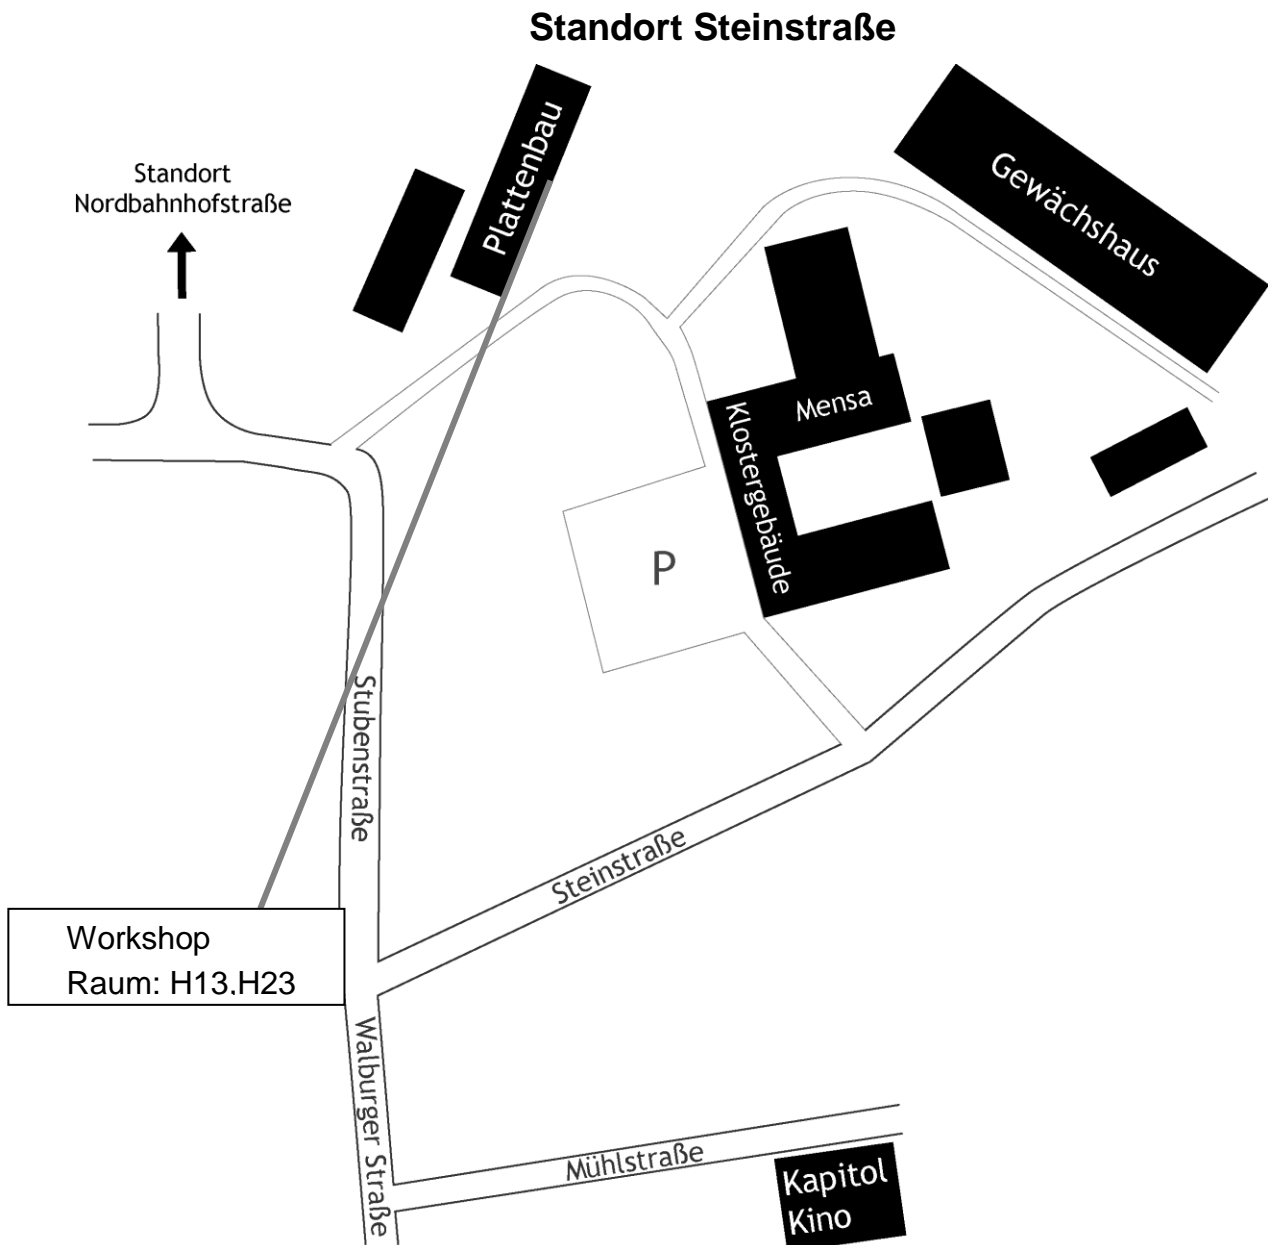 Standort Steinstraße
Plattenbau
Standort
Nordbahnhofstraße
Gewächshaus
Mensa
Klostergebäude
P
Stubenstraße
Steinstraße
Workshop
Raum: H13,H23
Walburger Straße
Mühlstraße
Kapitol
Kino